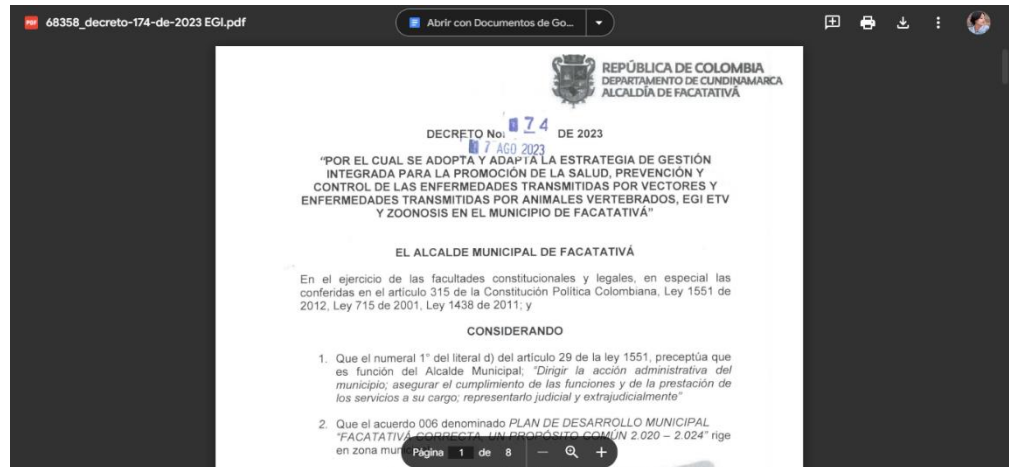 PDF
68358_decreto-174-de-2023 EGI.pdf
Abrir con Documentos de Go...
REPÚBLICA DE COLOMBIA
DEPARTAMENTO DE CUNDINAMARCA
ALCALDÍA DE FACATATIVÁ
DECRETO No. 174 DE 2023
17 AGO 2023
“POR EL CUAL SE ADOPTA Y ADAPTA LA ESTRATEGIA DE GESTIÓN
INTEGRADA PARA LA PROMOCIÓN DE LA SALUD, PREVENCIÓN Y
CONTROL DE LAS ENFERMEDADES TRANSMITIDAS POR VECTORES Y
ENFERMEDADES TRANSMITIDAS POR ANIMALES VERTEBRADOS, EGI ETV
Y ZOONOSIS EN EL MUNICIPIO DE FACATATIVÁ”
EL ALCALDE MUNICIPAL DE FACATATIVÁ
En el ejercicio de las facultades constitucionales y legales, en especial las
conferidas en el artículo 315 de la Constitución Política Colombiana, Ley 1551 de
2012, Ley 715 de 2001, Ley 1438 de 2011; y
CONSIDERANDO
1. Que el numeral 1° del literal d) del artículo 29 de la ley 1551, preceptúa que
es función del Alcalde Municipal; “Dirigir la acción administrativa del
municipio; asegurar el cumplimiento de las funciones y de la prestación de
los servicios a su cargo; representarlo judicial y extrajudicialmente”
2. Que el acuerdo 006 denominado PLAN DE DESARROLLO MUNICIPAL
“FACATATIVÁ CORRECTA, UN PROPÓSITO COMÚN 2.020 – 2.024” rige
en zona
Página 1 de 8